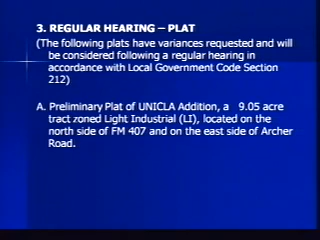 3. REGULAR HEARING – PLAT
(The following plats have variances requested and will
be considered following a regular hearing in
accordance with Local Government Code Section
212)
A. Preliminary Plat of UNICLA Addition, a 9.05 acre
tract zoned Light Industrial (LI), located on the
north side of FM 407 and on the east side of Archer
Road.